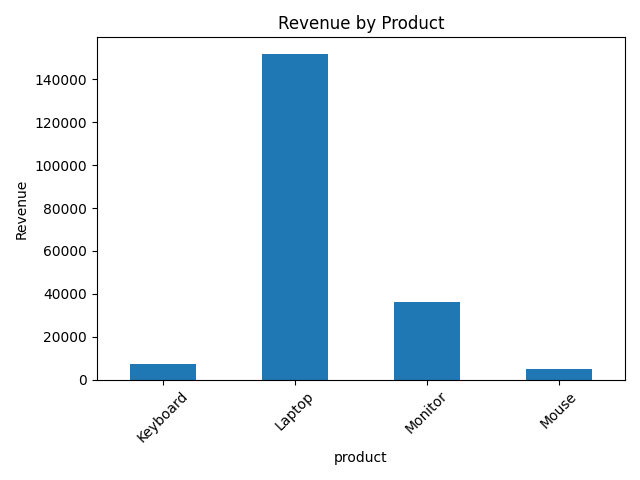 Revenue by Product
Revenue
140000
120000
100000
80000
60000
40000
20000
0
Keyboard
Laptop
Monitor
Mouse
product